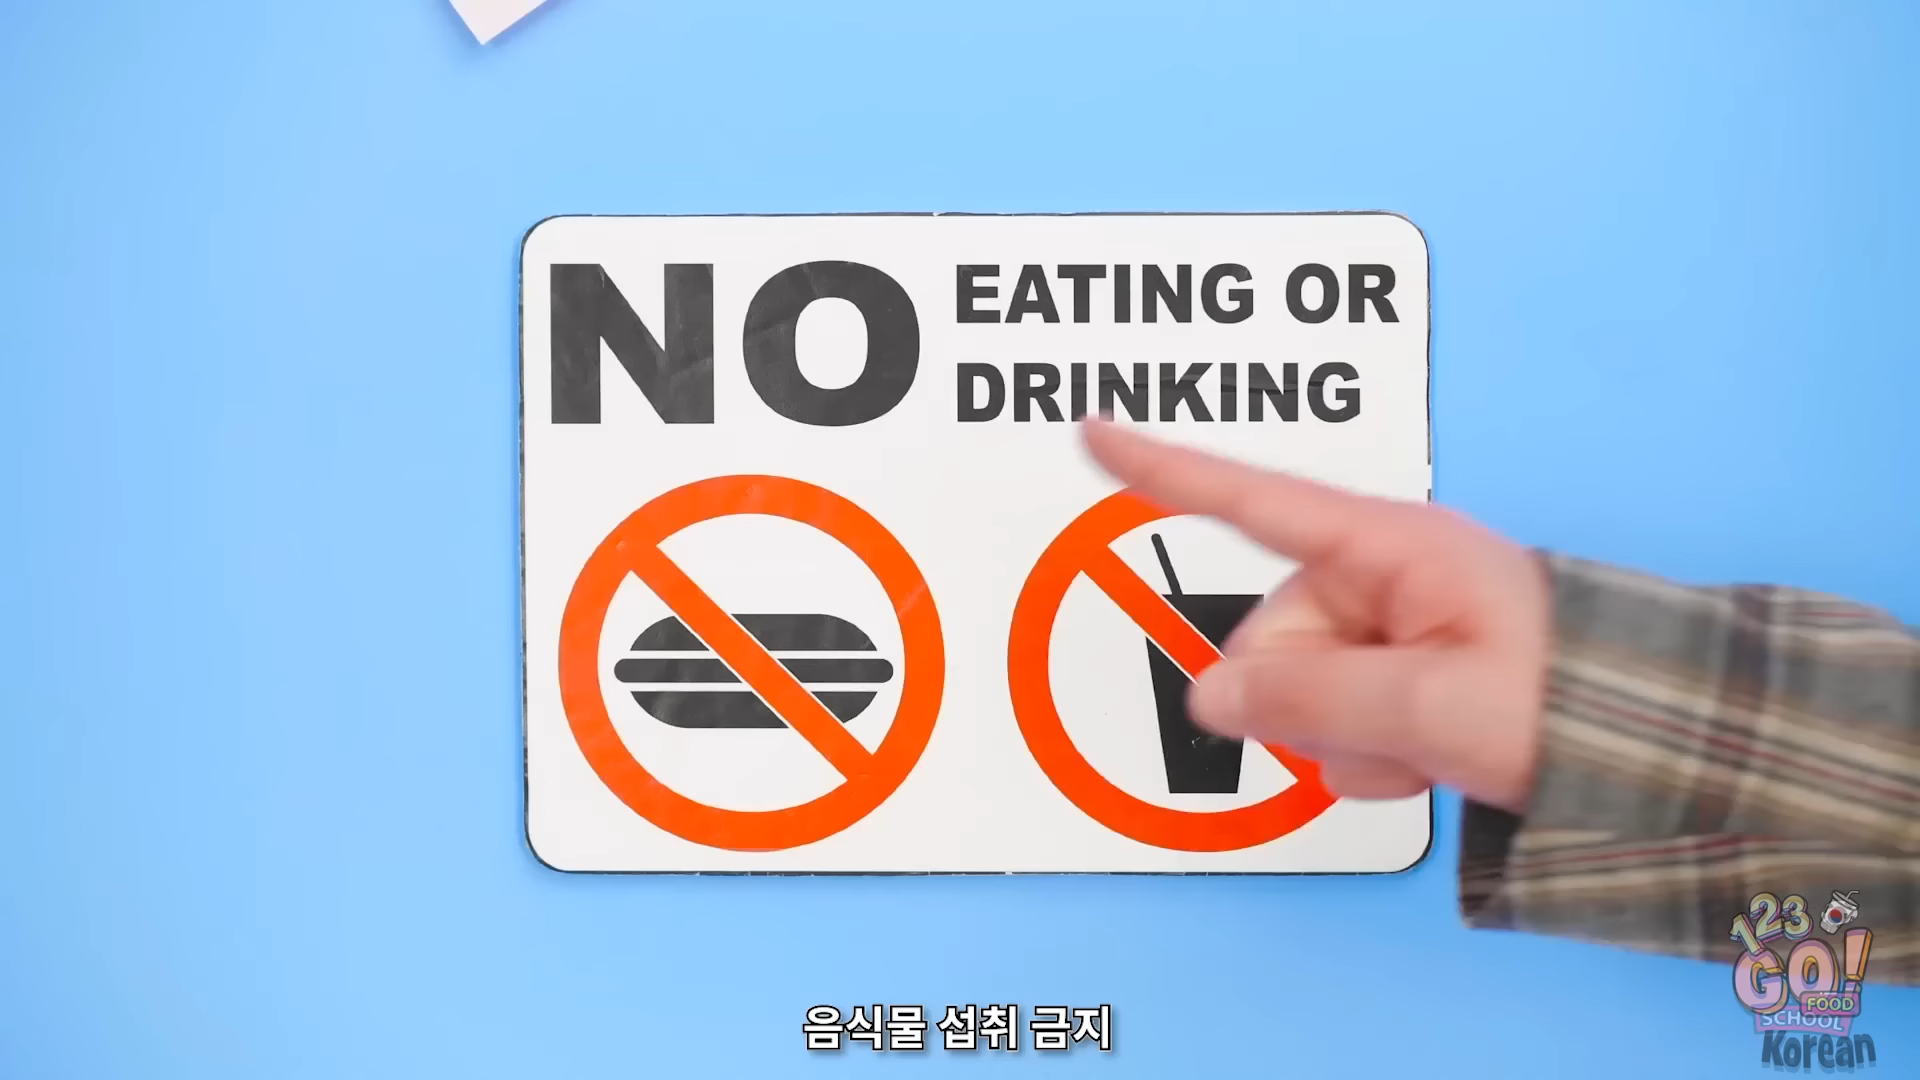 NO EATING OR
DRINKING
음식물 섭취 금지
123
GO!
FOOD
SCHOOL
Korean